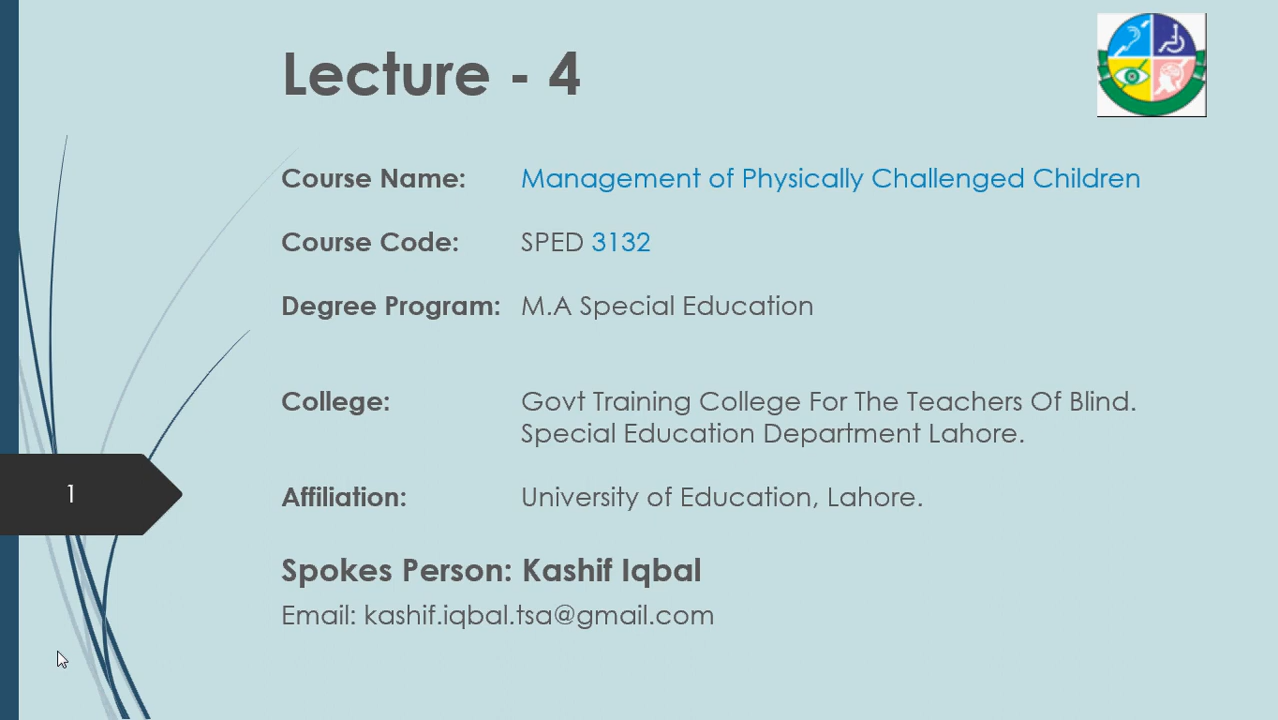 Lecture - 4
Course Name: Management of Physically Challenged Children
Course Code: SPED 3132
Degree Program: M.A Special Education
College: Govt Training College For The Teachers Of Blind.
Special Education Department Lahore.
1
Affiliation: University of Education, Lahore.
Spokes Person: Kashif Iqbal
Email: kashif.iqbal.tsa@gmail.com